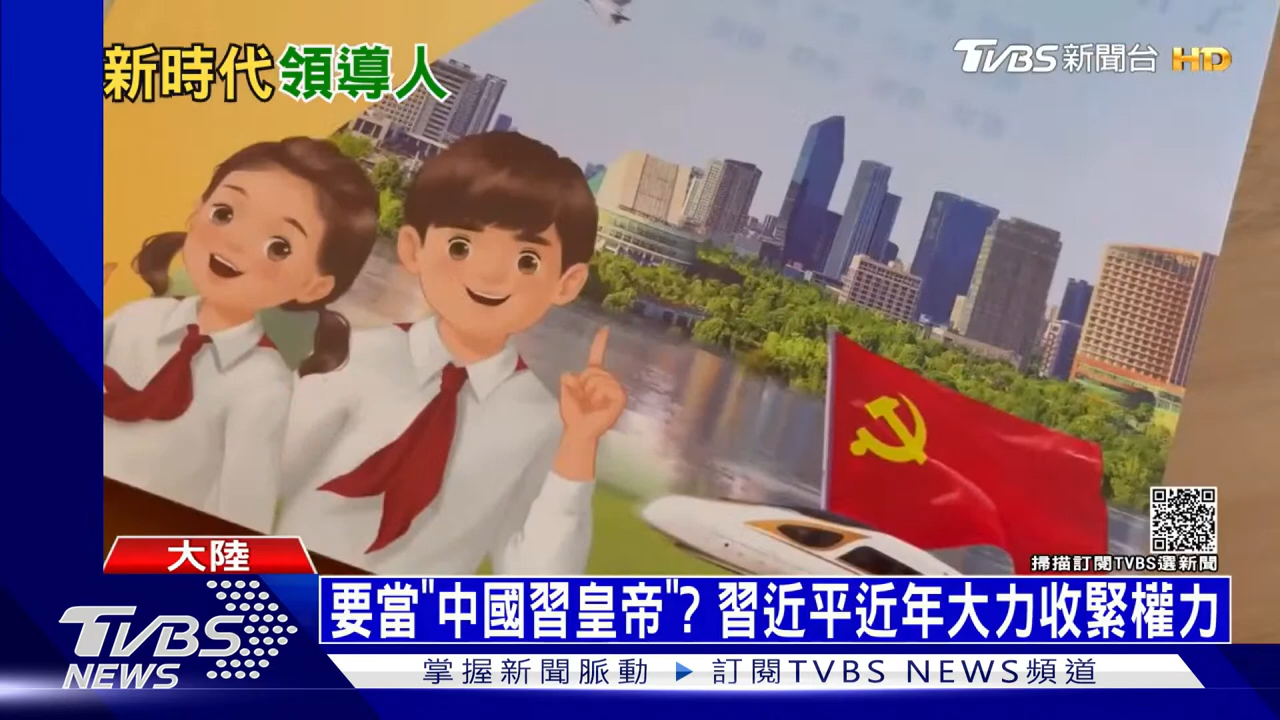 新時代領導人
TVBS新聞台 HD
掃描訂閱TVBS選新聞
大陸
要當"中國習皇帝"? 習近平近年大力收緊權力
TVBS NEWS
掌握新聞脈動 ▶ 訂閱TVBS NEWS頻道